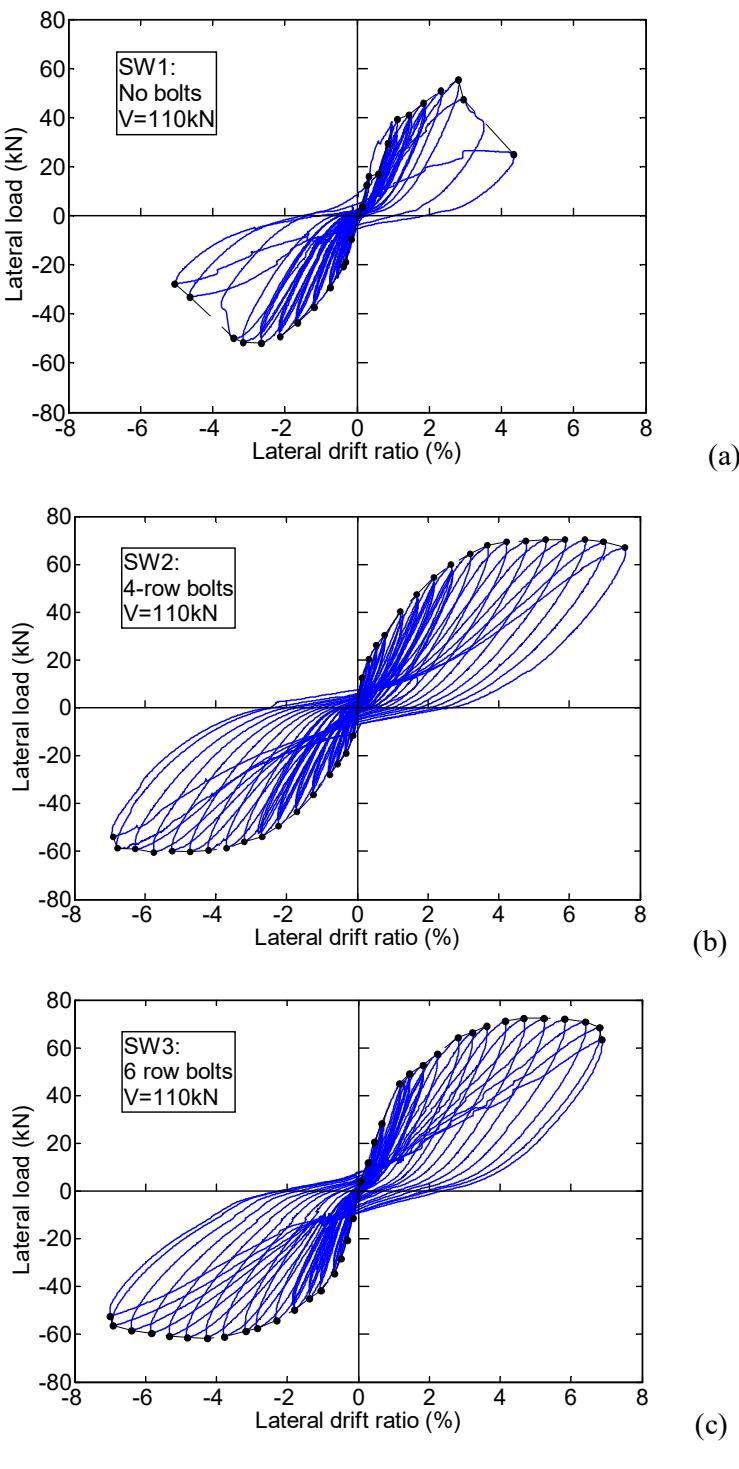 80
60
40
20
0
-20
-40
-60
-80
SW1:
No bolts
V=110kN
Lateral load (kN)
-8 -6 -4 -2 0 2 4 6 8
Lateral drift ratio (%)
(a)
80
60
40
20
0
-20
-40
-60
-80
SW2:
4-row bolts
V=110kN
Lateral load (kN)
-8 -6 -4 -2 0 2 4 6 8
Lateral drift ratio (%)
(b)
80
60
40
20
0
-20
-40
-60
-80
SW3:
6 row bolts
V=110kN
Lateral load (kN)
-8 -6 -4 -2 0 2 4 6 8
Lateral drift ratio (%)
(c)